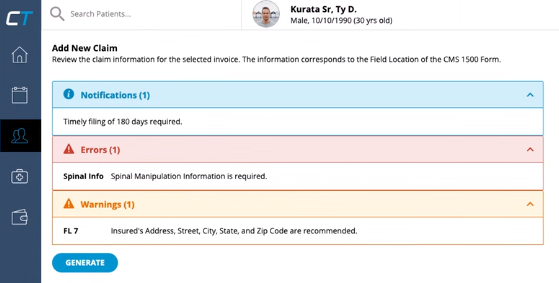 CT
Search Patients...
Kurata Sr, Ty D.
Male, 10/10/1990 (30 yrs old)
Add New Claim
Review the claim information for the selected invoice. The information corresponds to the Field Location of the CMS 1500 Form.
Notifications (1)
Timely filing of 180 days required.
Errors (1)
Spinal Info Spinal Manipulation Information is required.
Warnings (1)
FL 7 Insured's Address, Street, City, State, and Zip Code are recommended.
GENERATE